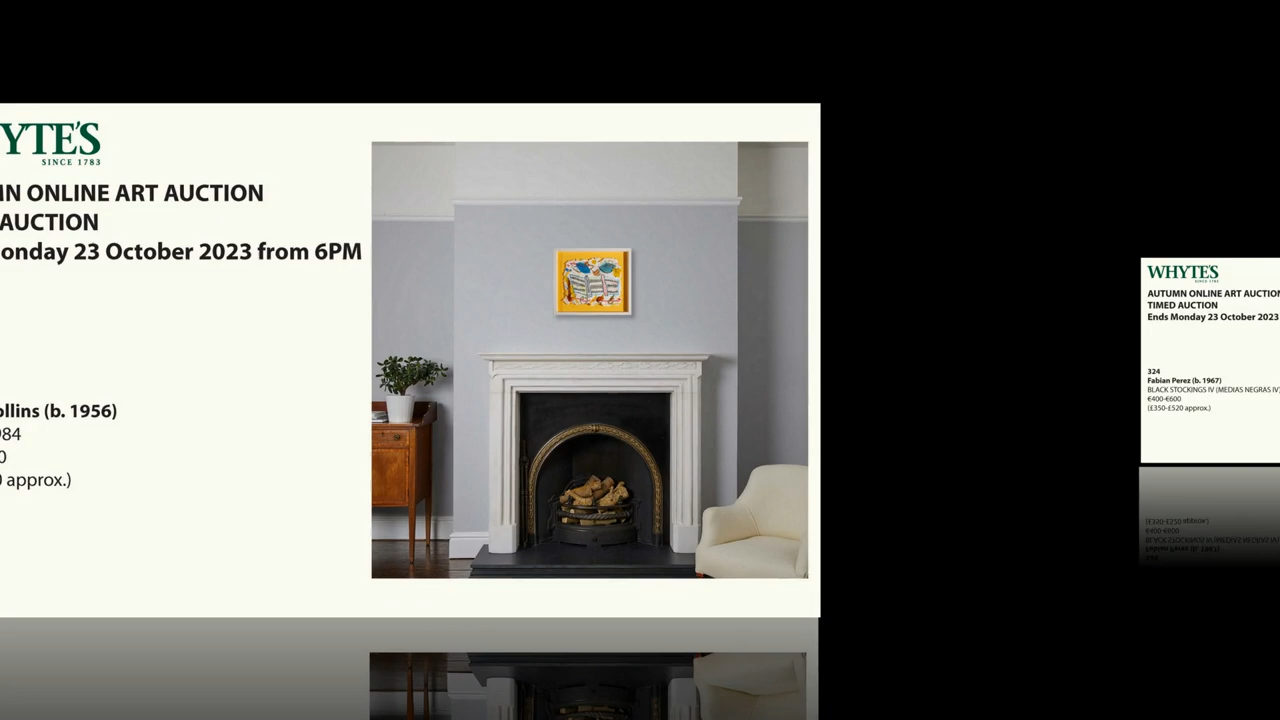 YTE'S
SINCE 1783
N ONLINE ART AUCTION
AUCTION
onday 23 October 2023 from 6PM
ollins (b. 1956)
984
0
0 approx.)
WHYTE'S
SINCE 1783
AUTUMN ONLINE ART AUCTION
TIMED AUCTION
Ends Monday 23 October 2023
324
Fabian Perez (b. 1967)
BLACK STOCKINGS IV (MEDIAS NEGRAS IV)
€400-€600
(£350-£520 approx.)